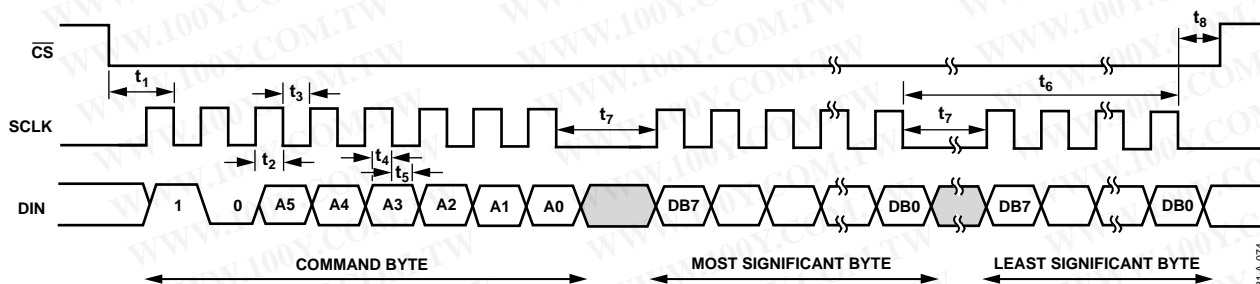 CS
t1
t3
t8
t6
SCLK
t7
t7
t2
t4
t5
DIN
1 0 A5 A4 A3 A2 A1 A0 DB7 DB0 DB7 DB0
COMMAND BYTE MOST SIGNIFICANT BYTE LEAST SIGNIFICANT BYTE
WWW.100Y.COM.TW